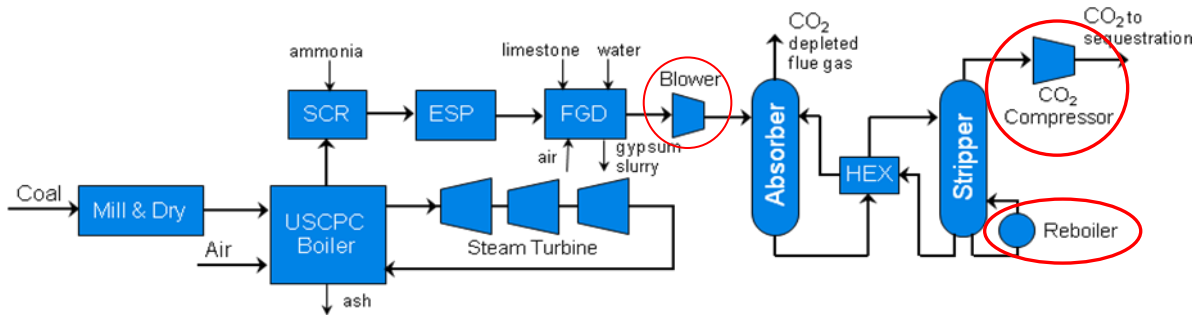 ammonia
limestone
water
CO2
depleted
flue gas
CO2 to
sequestration
Blower
SCR
ESP
FGD
air
gypsum
slurry
Absorber
HEX
Stripper
CO2
Compressor
Coal
Mill & Dry
Air
USCPC
Boiler
Steam Turbine
ash
Reboiler